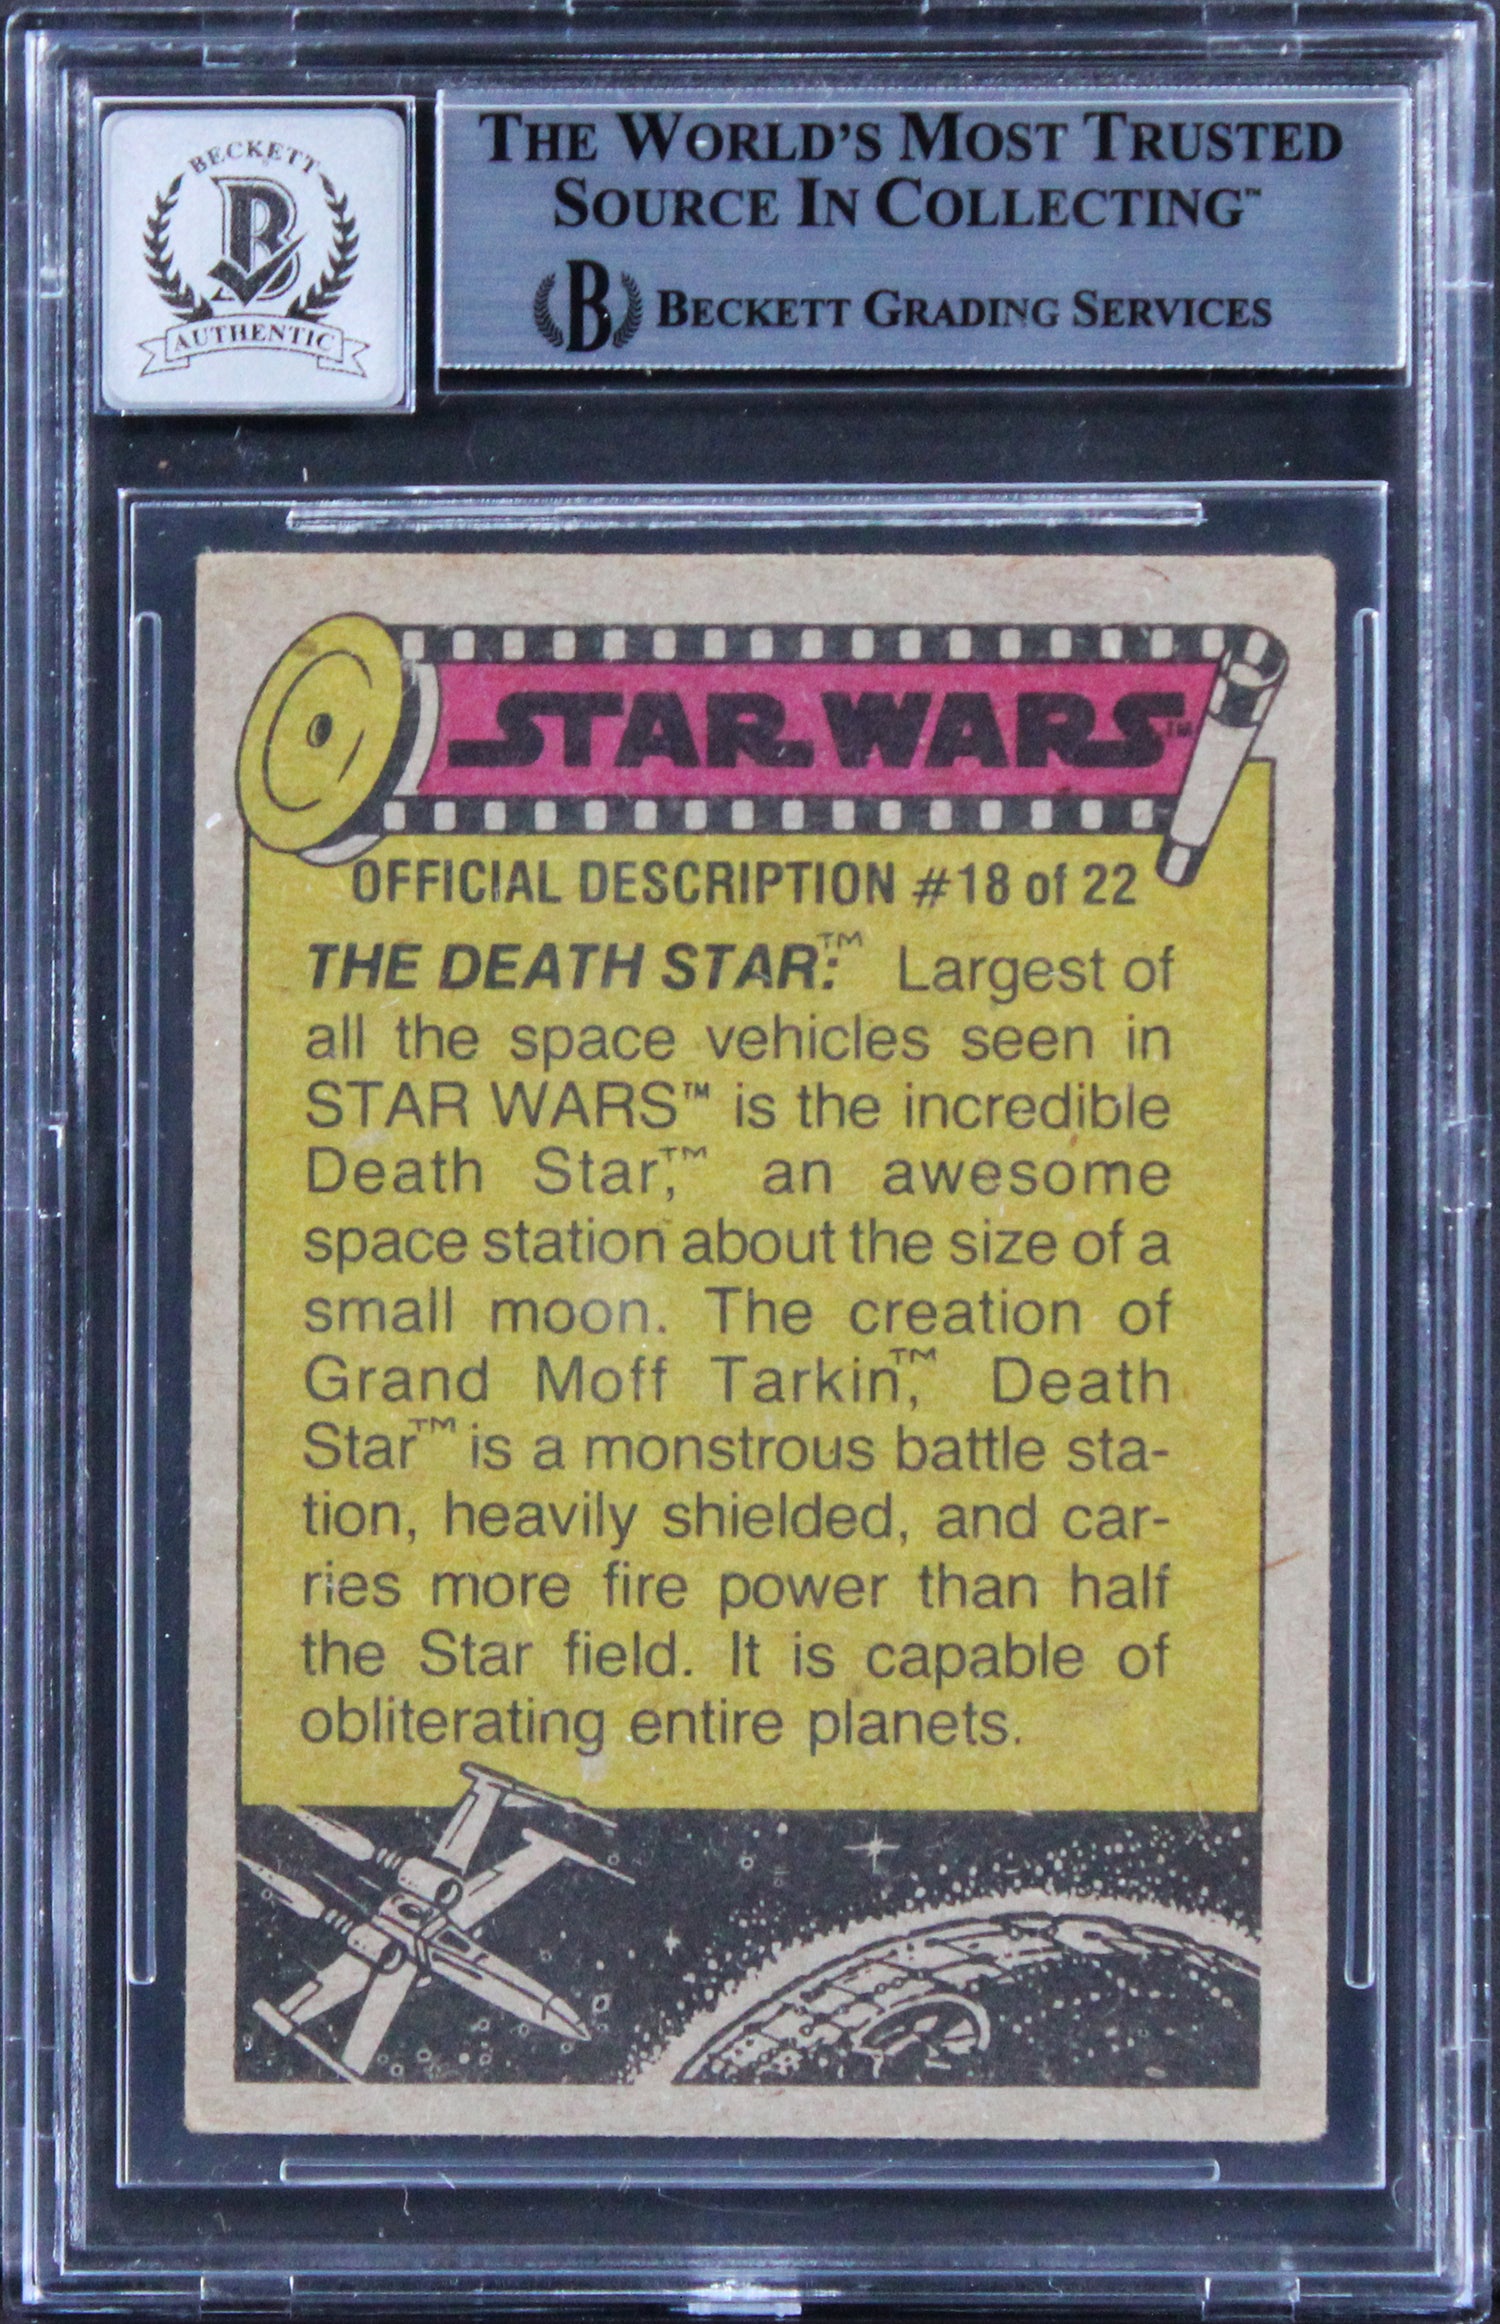 BECKETT
B
AUTHENTIC
THE WORLD'S MOST TRUSTED
SOURCE IN COLLECTING™
B BECKETT GRADING SERVICES
STAR WARS™
OFFICIAL DESCRIPTION #18 of 22
THE DEATH STAR:™ Largest of
all the space vehicles seen in
STAR WARS™ is the incredible
Death Star,™ an awesome
space station about the size of a
small moon. The creation of
Grand Moff Tarkin,™ Death
Star™ is a monstrous battle sta-
tion, heavily shielded, and car-
ries more fire power than half
the Star field. It is capable of
obliterating entire planets.